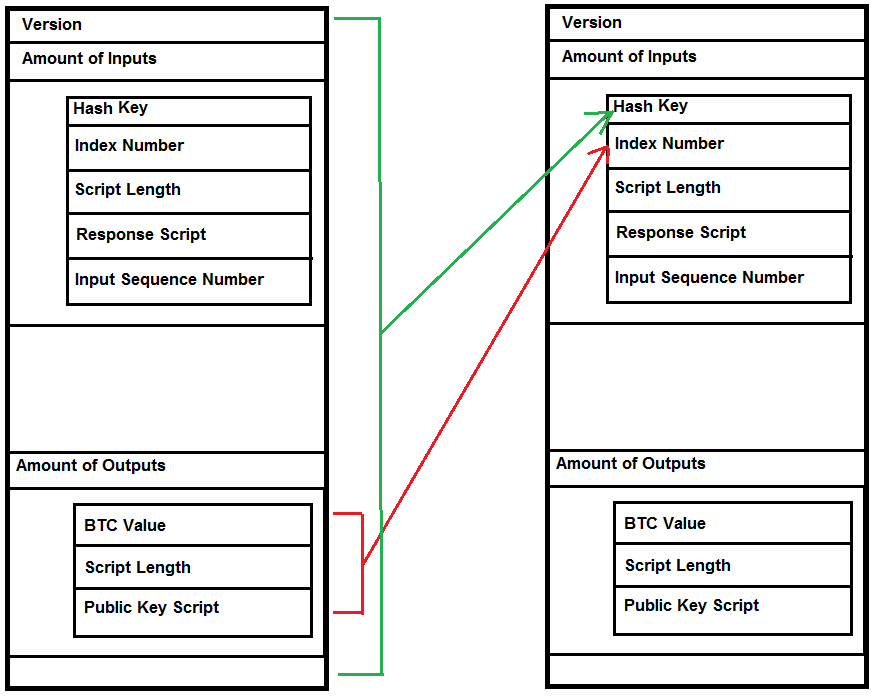 Version
Amount of Inputs
Hash Key
Index Number
Script Length
Response Script
Input Sequence Number
Amount of Outputs
BTC Value
Script Length
Public Key Script
Version
Amount of Inputs
Hash Key
Index Number
Script Length
Response Script
Input Sequence Number
Amount of Outputs
BTC Value
Script Length
Public Key Script